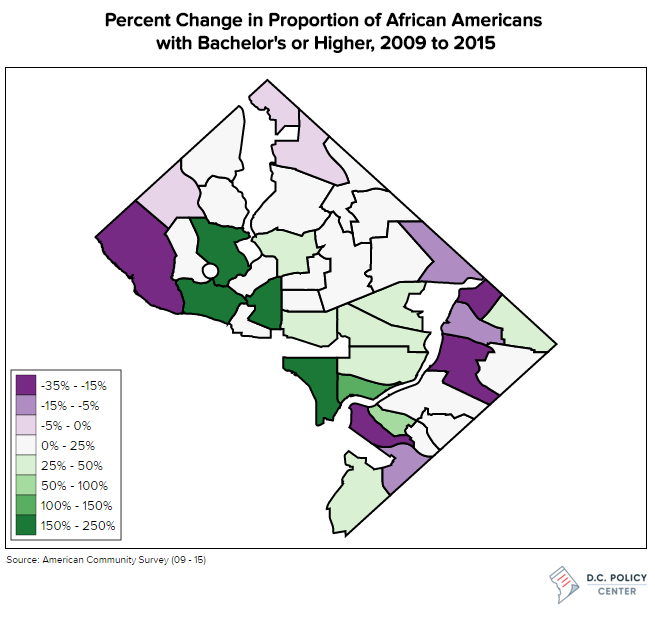 Percent Change in Proportion of African Americans
with Bachelor's or Higher, 2009 to 2015
-35% - -15%
-15% - -5%
-5% - 0%
0% - 25%
25% - 50%
50% - 100%
100% - 150%
150% - 250%
Source: American Community Survey (09 - 15)
D.C. POLICY
CENTER